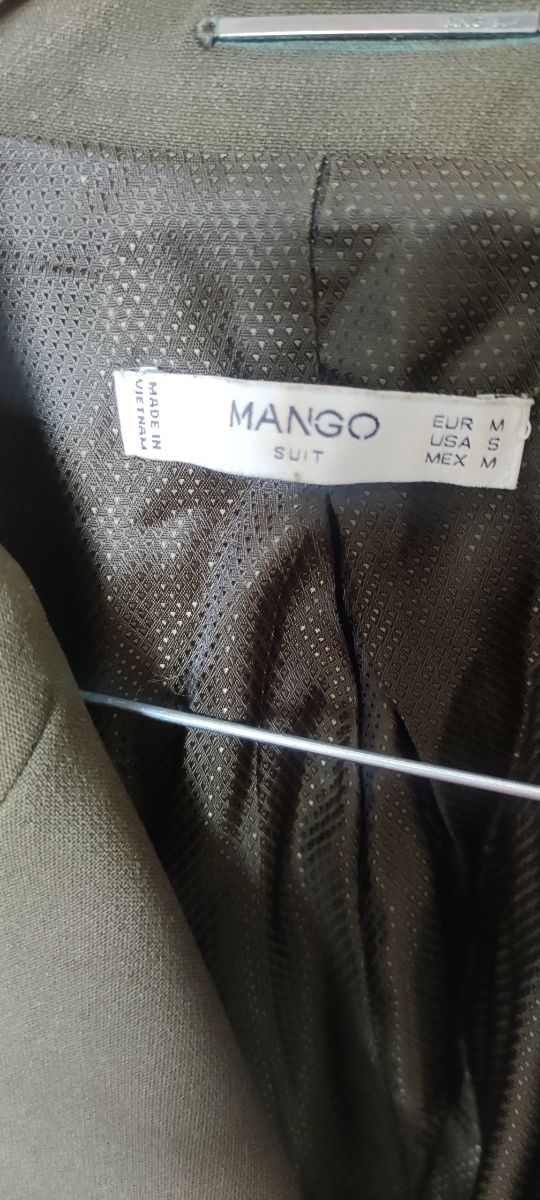 MADE IN
VIETNAM
MANGO
SUIT
EUR M
USA S
MEX M